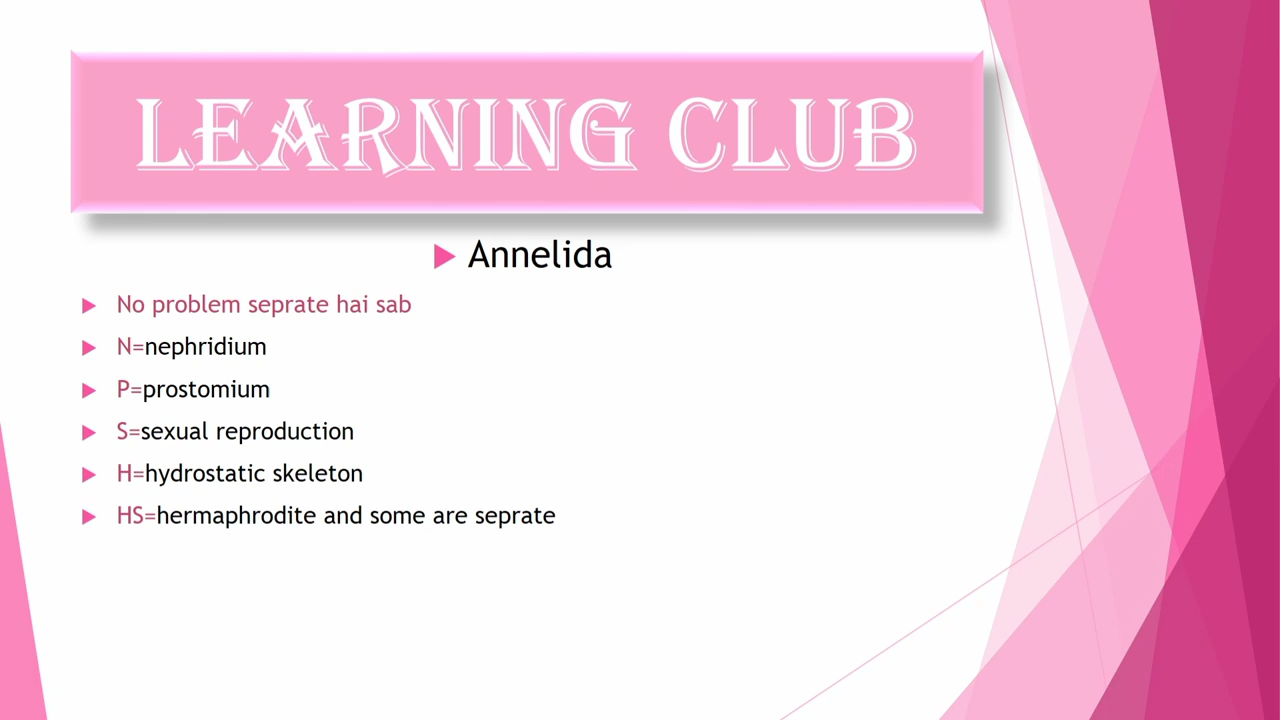 LEARNING CLUB
Annelida
No problem seprate hai sab
N=nephridium
P=prostomium
S=sexual reproduction
H=hydrostatic skeleton
HS=hermaphrodite and some are seprate